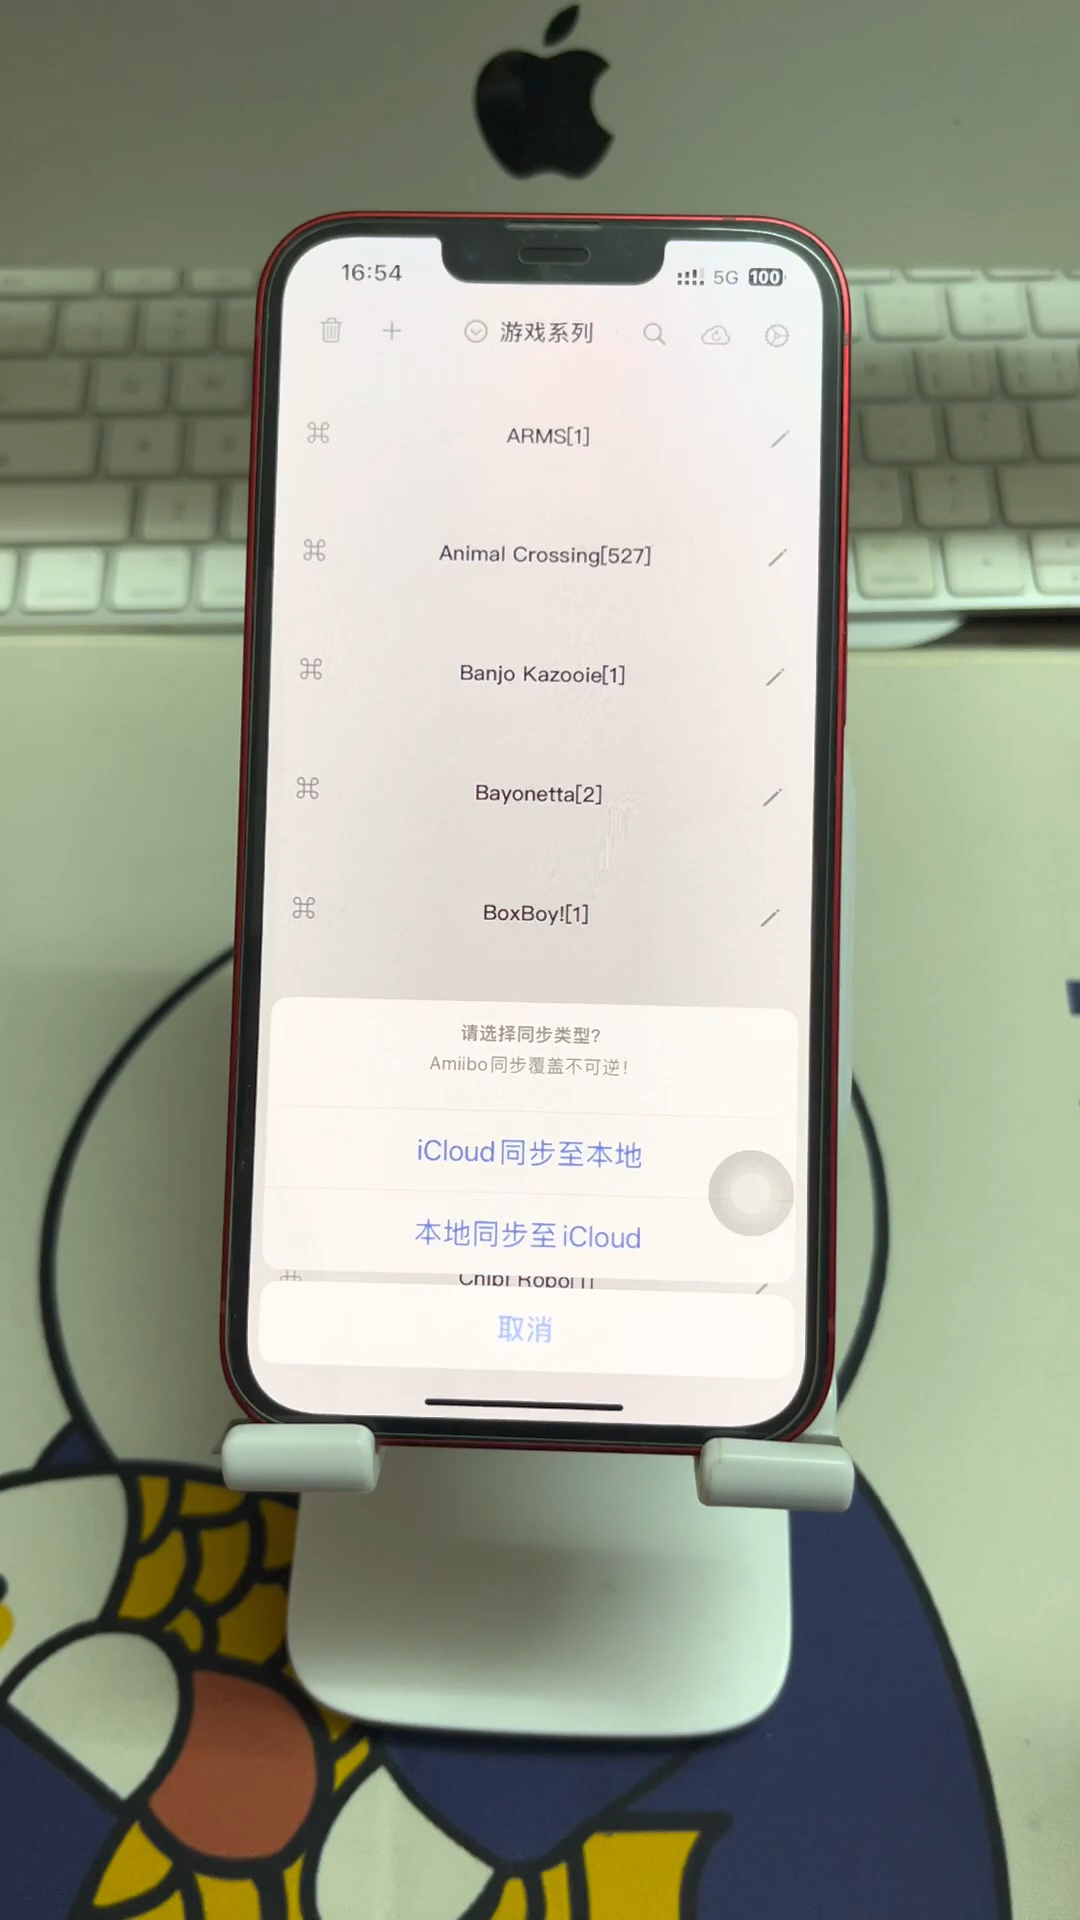 16:54
5G
100
游戏系列
ARMS[1]
Animal Crossing[527]
Banjo Kazooie[1]
Bayonetta[2]
BoxBoy![1]
请选择同步类型?
Amiibo同步覆盖不可逆!
iCloud同步至本地
本地同步至iCloud
Chibi Robo[1]
取消